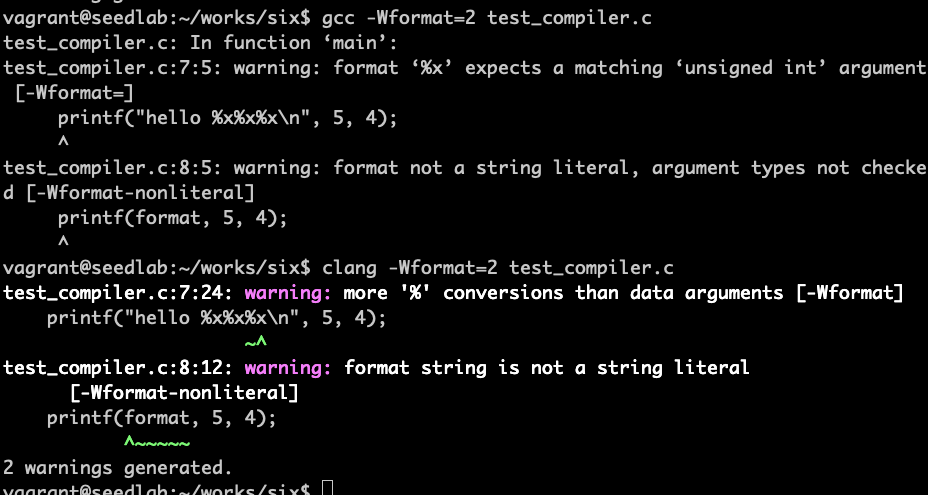 vagrant@seedlab:~/works/six$ gcc -Wformat=2 test_compiler.c
test_compiler.c: In function ‘main’:
test_compiler.c:7:5: warning: format ‘%x’ expects a matching ‘unsigned int’ argument
 [-Wformat=]
     printf("hello %x%x%x\n", 5, 4);
     ^
test_compiler.c:8:5: warning: format not a string literal, argument types not checke
d [-Wformat-nonliteral]
     printf(format, 5, 4);
     ^
vagrant@seedlab:~/works/six$ clang -Wformat=2 test_compiler.c
test_compiler.c:7:24: warning: more '%' conversions than data arguments [-Wformat]
    printf("hello %x%x%x\n", 5, 4);
                      ~^
test_compiler.c:8:12: warning: format string is not a string literal
      [-Wformat-nonliteral]
    printf(format, 5, 4);
           ^~~~~~
2 warnings generated.
vagrant@seedlab:~/works/six$